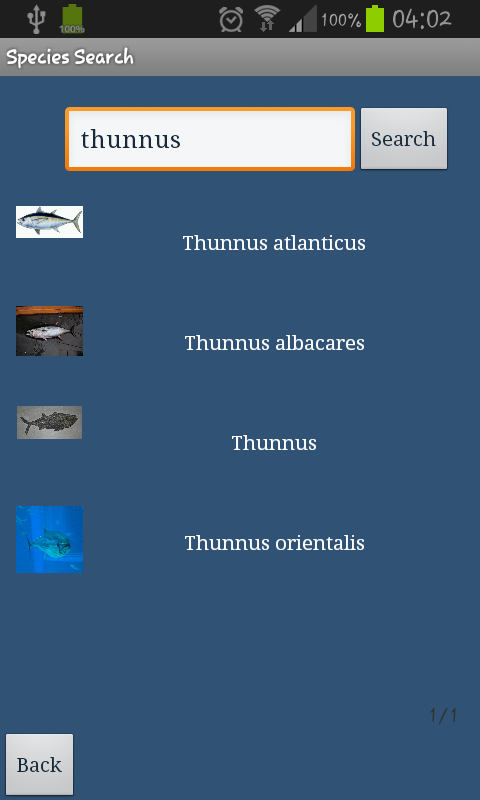 100% 100% 04:02
Species Search
thunnus Search
Thunnus atlanticus
Thunnus albacares
Thunnus
Thunnus orientalis
1/1
Back